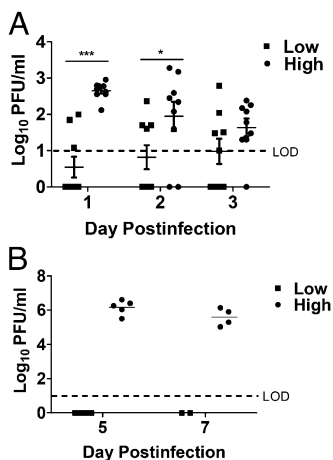 A
Log10 PFU/ml
4
3
2
1
0
***
*
Low
High
LOD
1 2 3
Day Postinfection
B
Log10 PFU/ml
8
6
4
2
0
Low
High
LOD
5 7
Day Postinfection